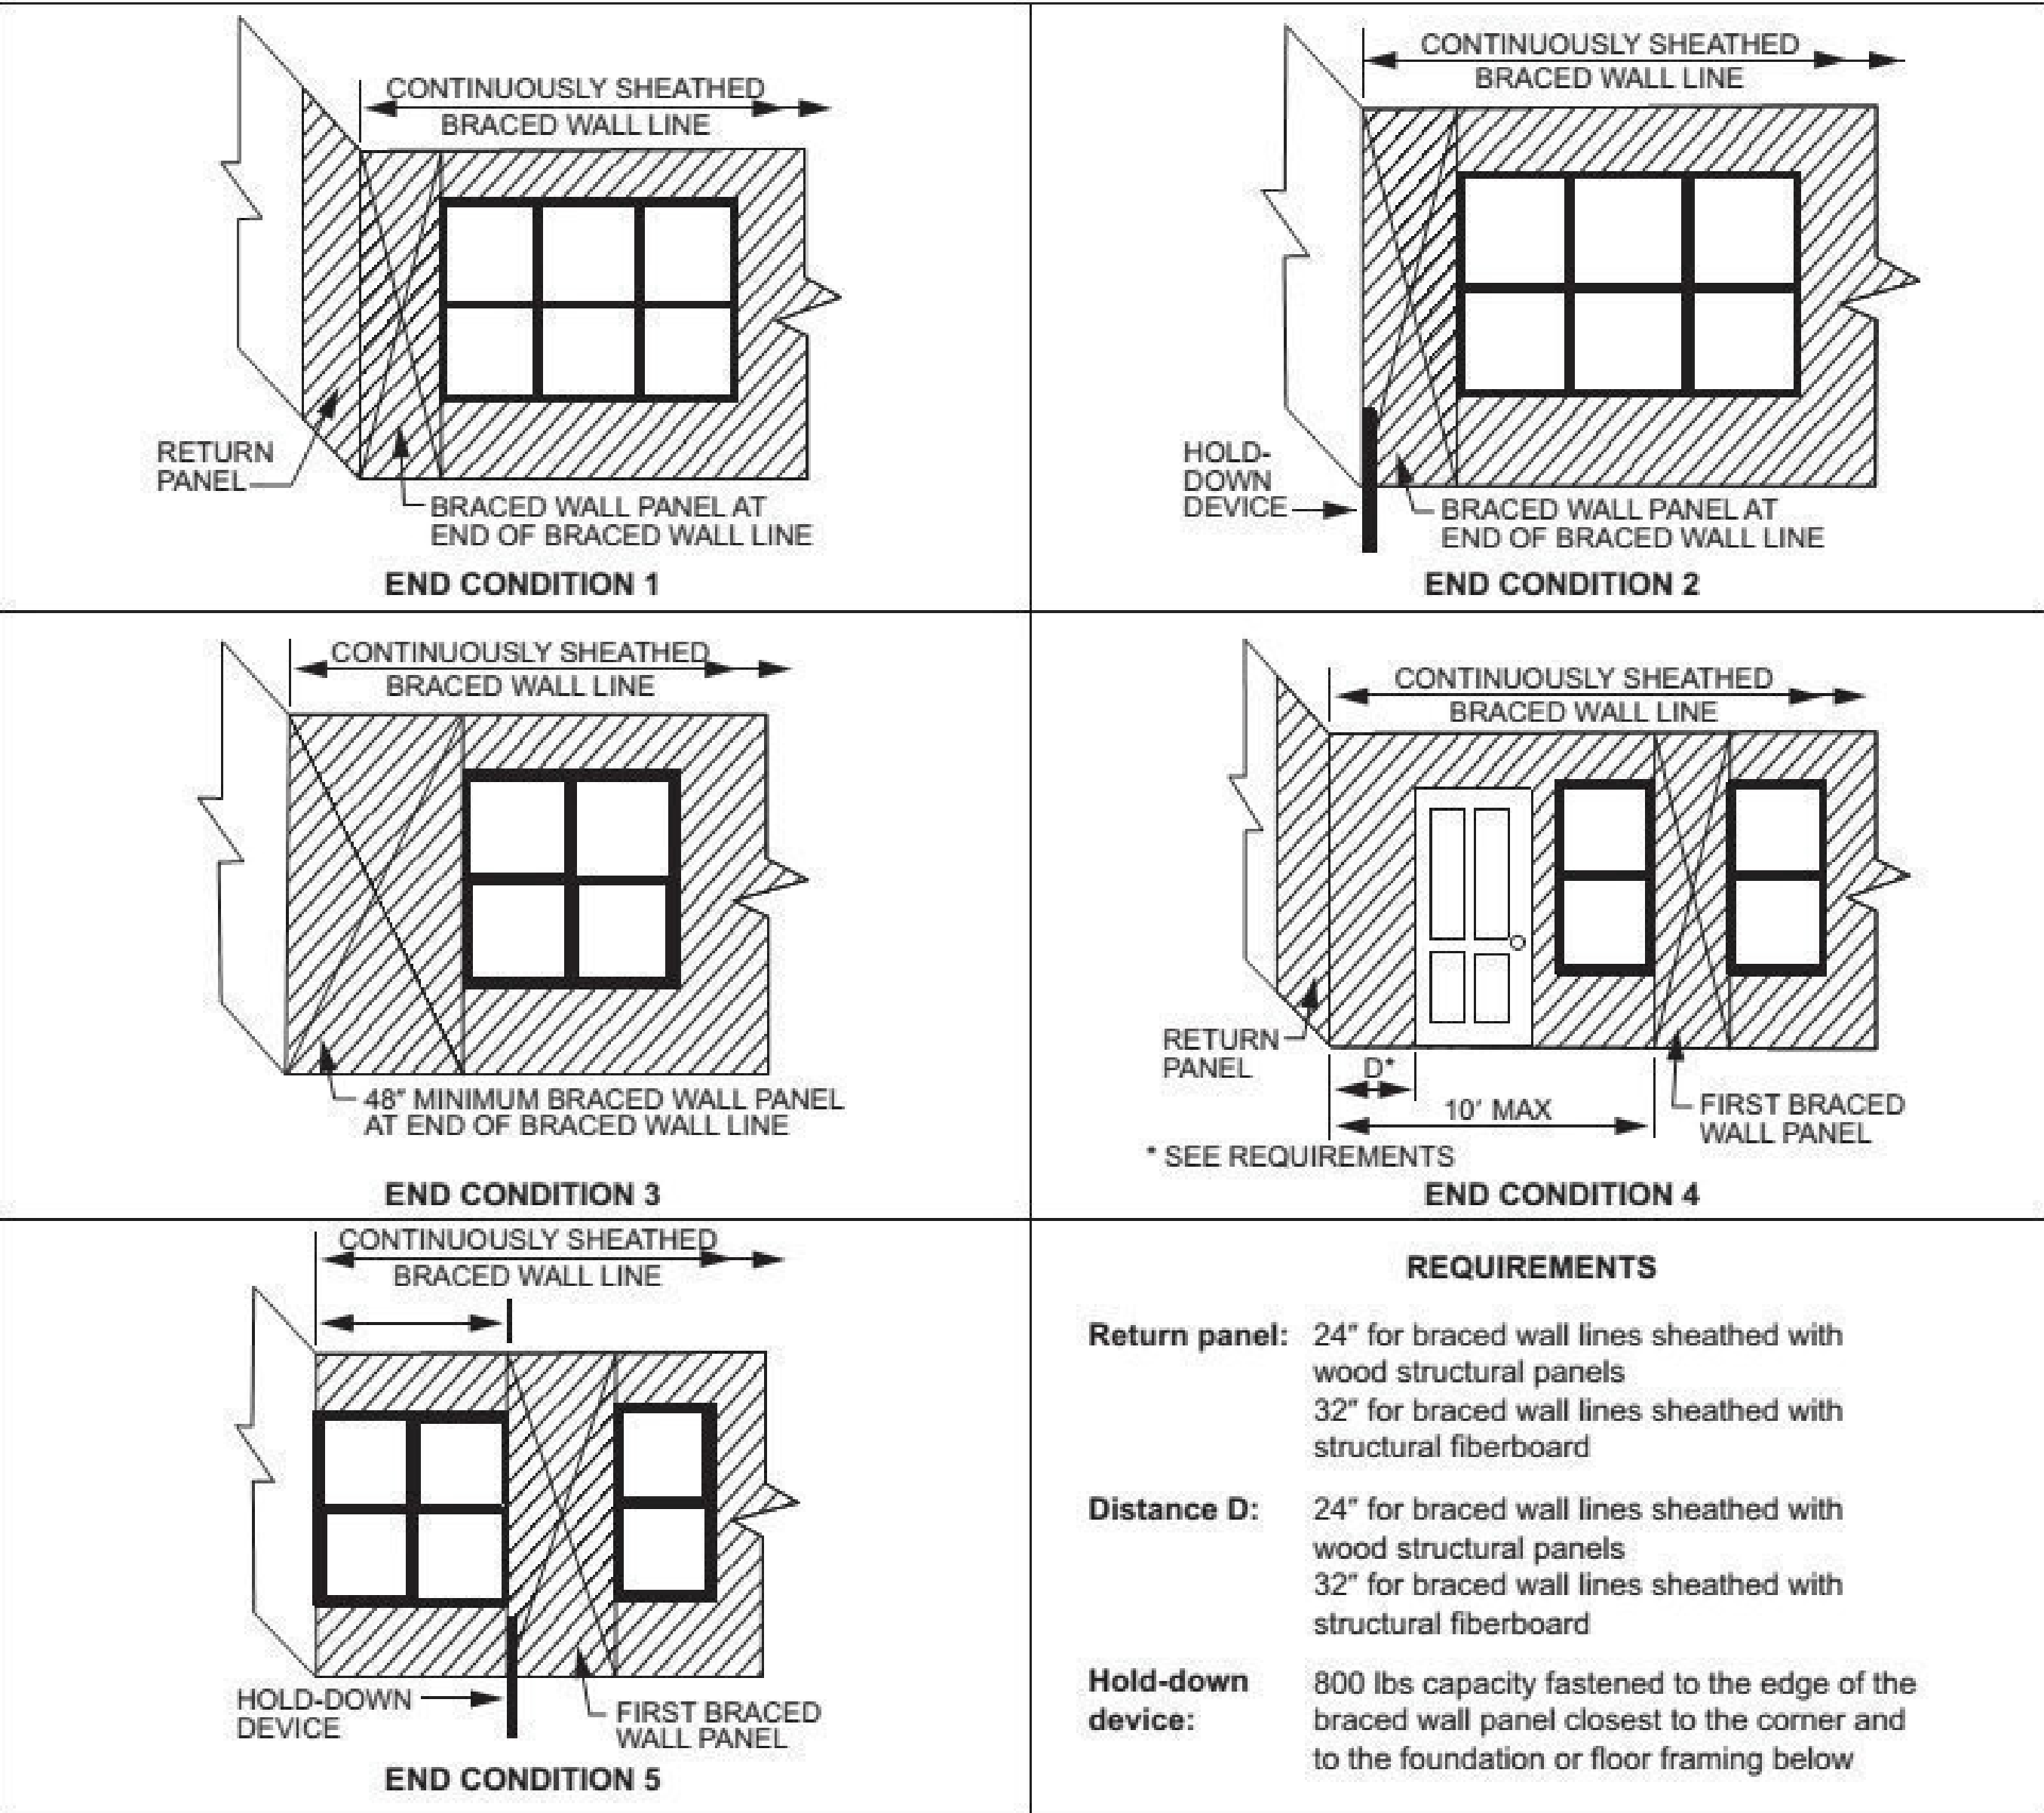 CONTINUOUSLY SHEATHED
BRACED WALL LINE
RETURN
PANEL
BRACED WALL PANEL AT
END OF BRACED WALL LINE
END CONDITION 1
CONTINUOUSLY SHEATHED
BRACED WALL LINE
HOLD-
DOWN
DEVICE
BRACED WALL PANEL AT
END OF BRACED WALL LINE
END CONDITION 2
CONTINUOUSLY SHEATHED
BRACED WALL LINE
48" MINIMUM BRACED WALL PANEL
AT END OF BRACED WALL LINE
END CONDITION 3
CONTINUOUSLY SHEATHED
BRACED WALL LINE
RETURN
PANEL
D*
10' MAX
FIRST BRACED
WALL PANEL
* SEE REQUIREMENTS
END CONDITION 4
CONTINUOUSLY SHEATHED
BRACED WALL LINE
HOLD-DOWN
DEVICE
FIRST BRACED
WALL PANEL
END CONDITION 5
REQUIREMENTS
Return panel: 24" for braced wall lines sheathed with
wood structural panels
32" for braced wall lines sheathed with
structural fiberboard
Distance D: 24" for braced wall lines sheathed with
wood structural panels
32" for braced wall lines sheathed with
structural fiberboard
Hold-down 800 lbs capacity fastened to the edge of the
device: braced wall panel closest to the corner and
to the foundation or floor framing below